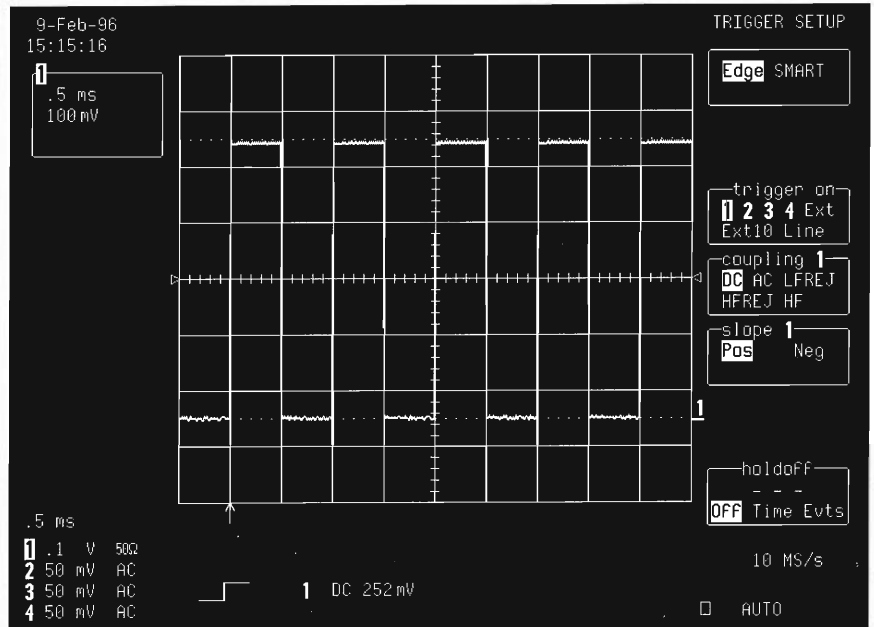 9-Feb-96
15:15:16
1
.5 ms
100 mV
TRIGGER SETUP
Edge SMART
trigger on
1 2 3 4 Ext
Ext10 Line
coupling 1
DC AC LFREJ
HFREJ HF
slope 1
Pos Neg
1
holdoff
- - -
Off Time Evts
.5 ms
1 .1 V 50Ω
2 50 mV AC
3 50 mV AC
4 50 mV AC
1 DC 252 mV
10 MS/s
AUTO